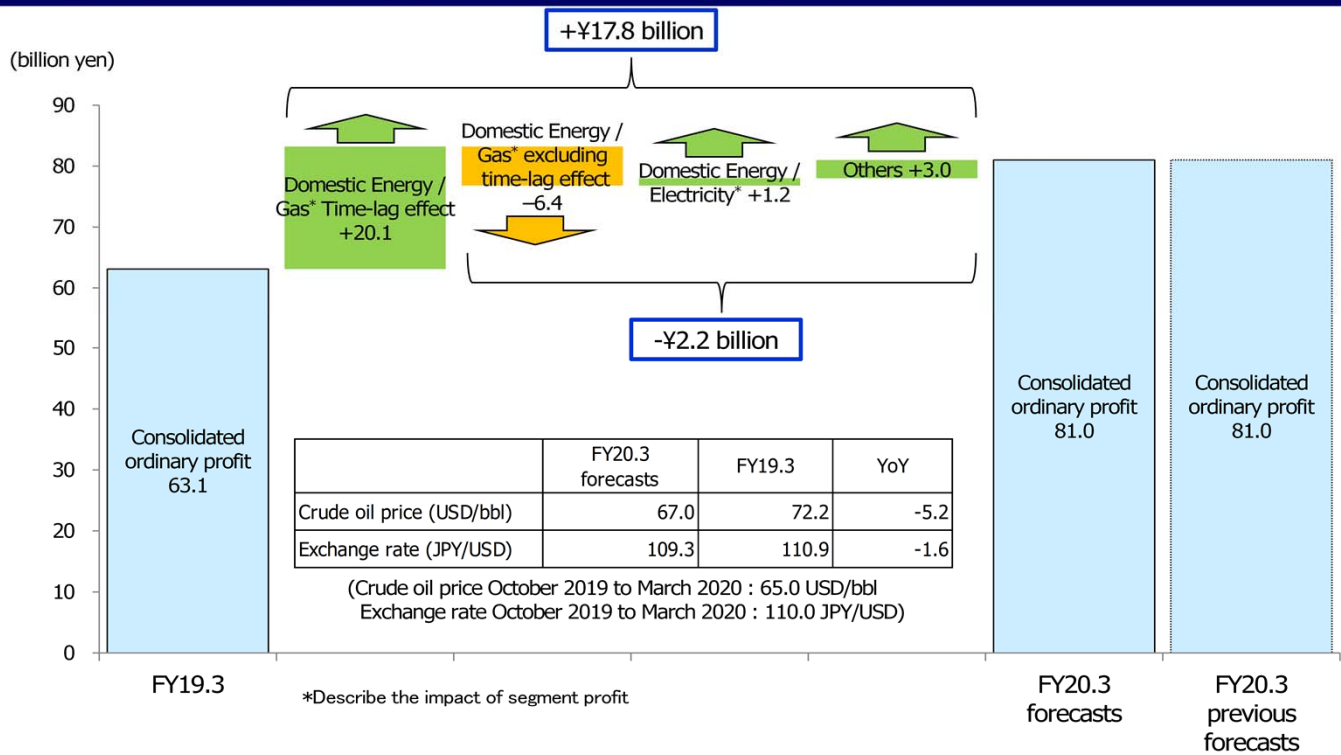 +¥17.8 billion
(billion yen)
90
80
70
60
50
40
30
20
10
0
Domestic Energy /
Gas* Time-lag effect
+20.1
Domestic Energy /
Gas* excluding
time-lag effect
–6.4
Domestic Energy /
Electricity* +1.2
Others +3.0
-¥2.2 billion
Consolidated
ordinary profit
63.1
Consolidated
ordinary profit
81.0
Consolidated
ordinary profit
81.0
FY20.3 forecasts FY19.3 YoY
Crude oil price (USD/bbl) 67.0 72.2 -5.2
Exchange rate (JPY/USD) 109.3 110.9 -1.6
(Crude oil price October 2019 to March 2020 : 65.0 USD/bbl
Exchange rate October 2019 to March 2020 : 110.0 JPY/USD)
FY19.3
*Describe the impact of segment profit
FY20.3
forecasts
FY20.3
previous
forecasts